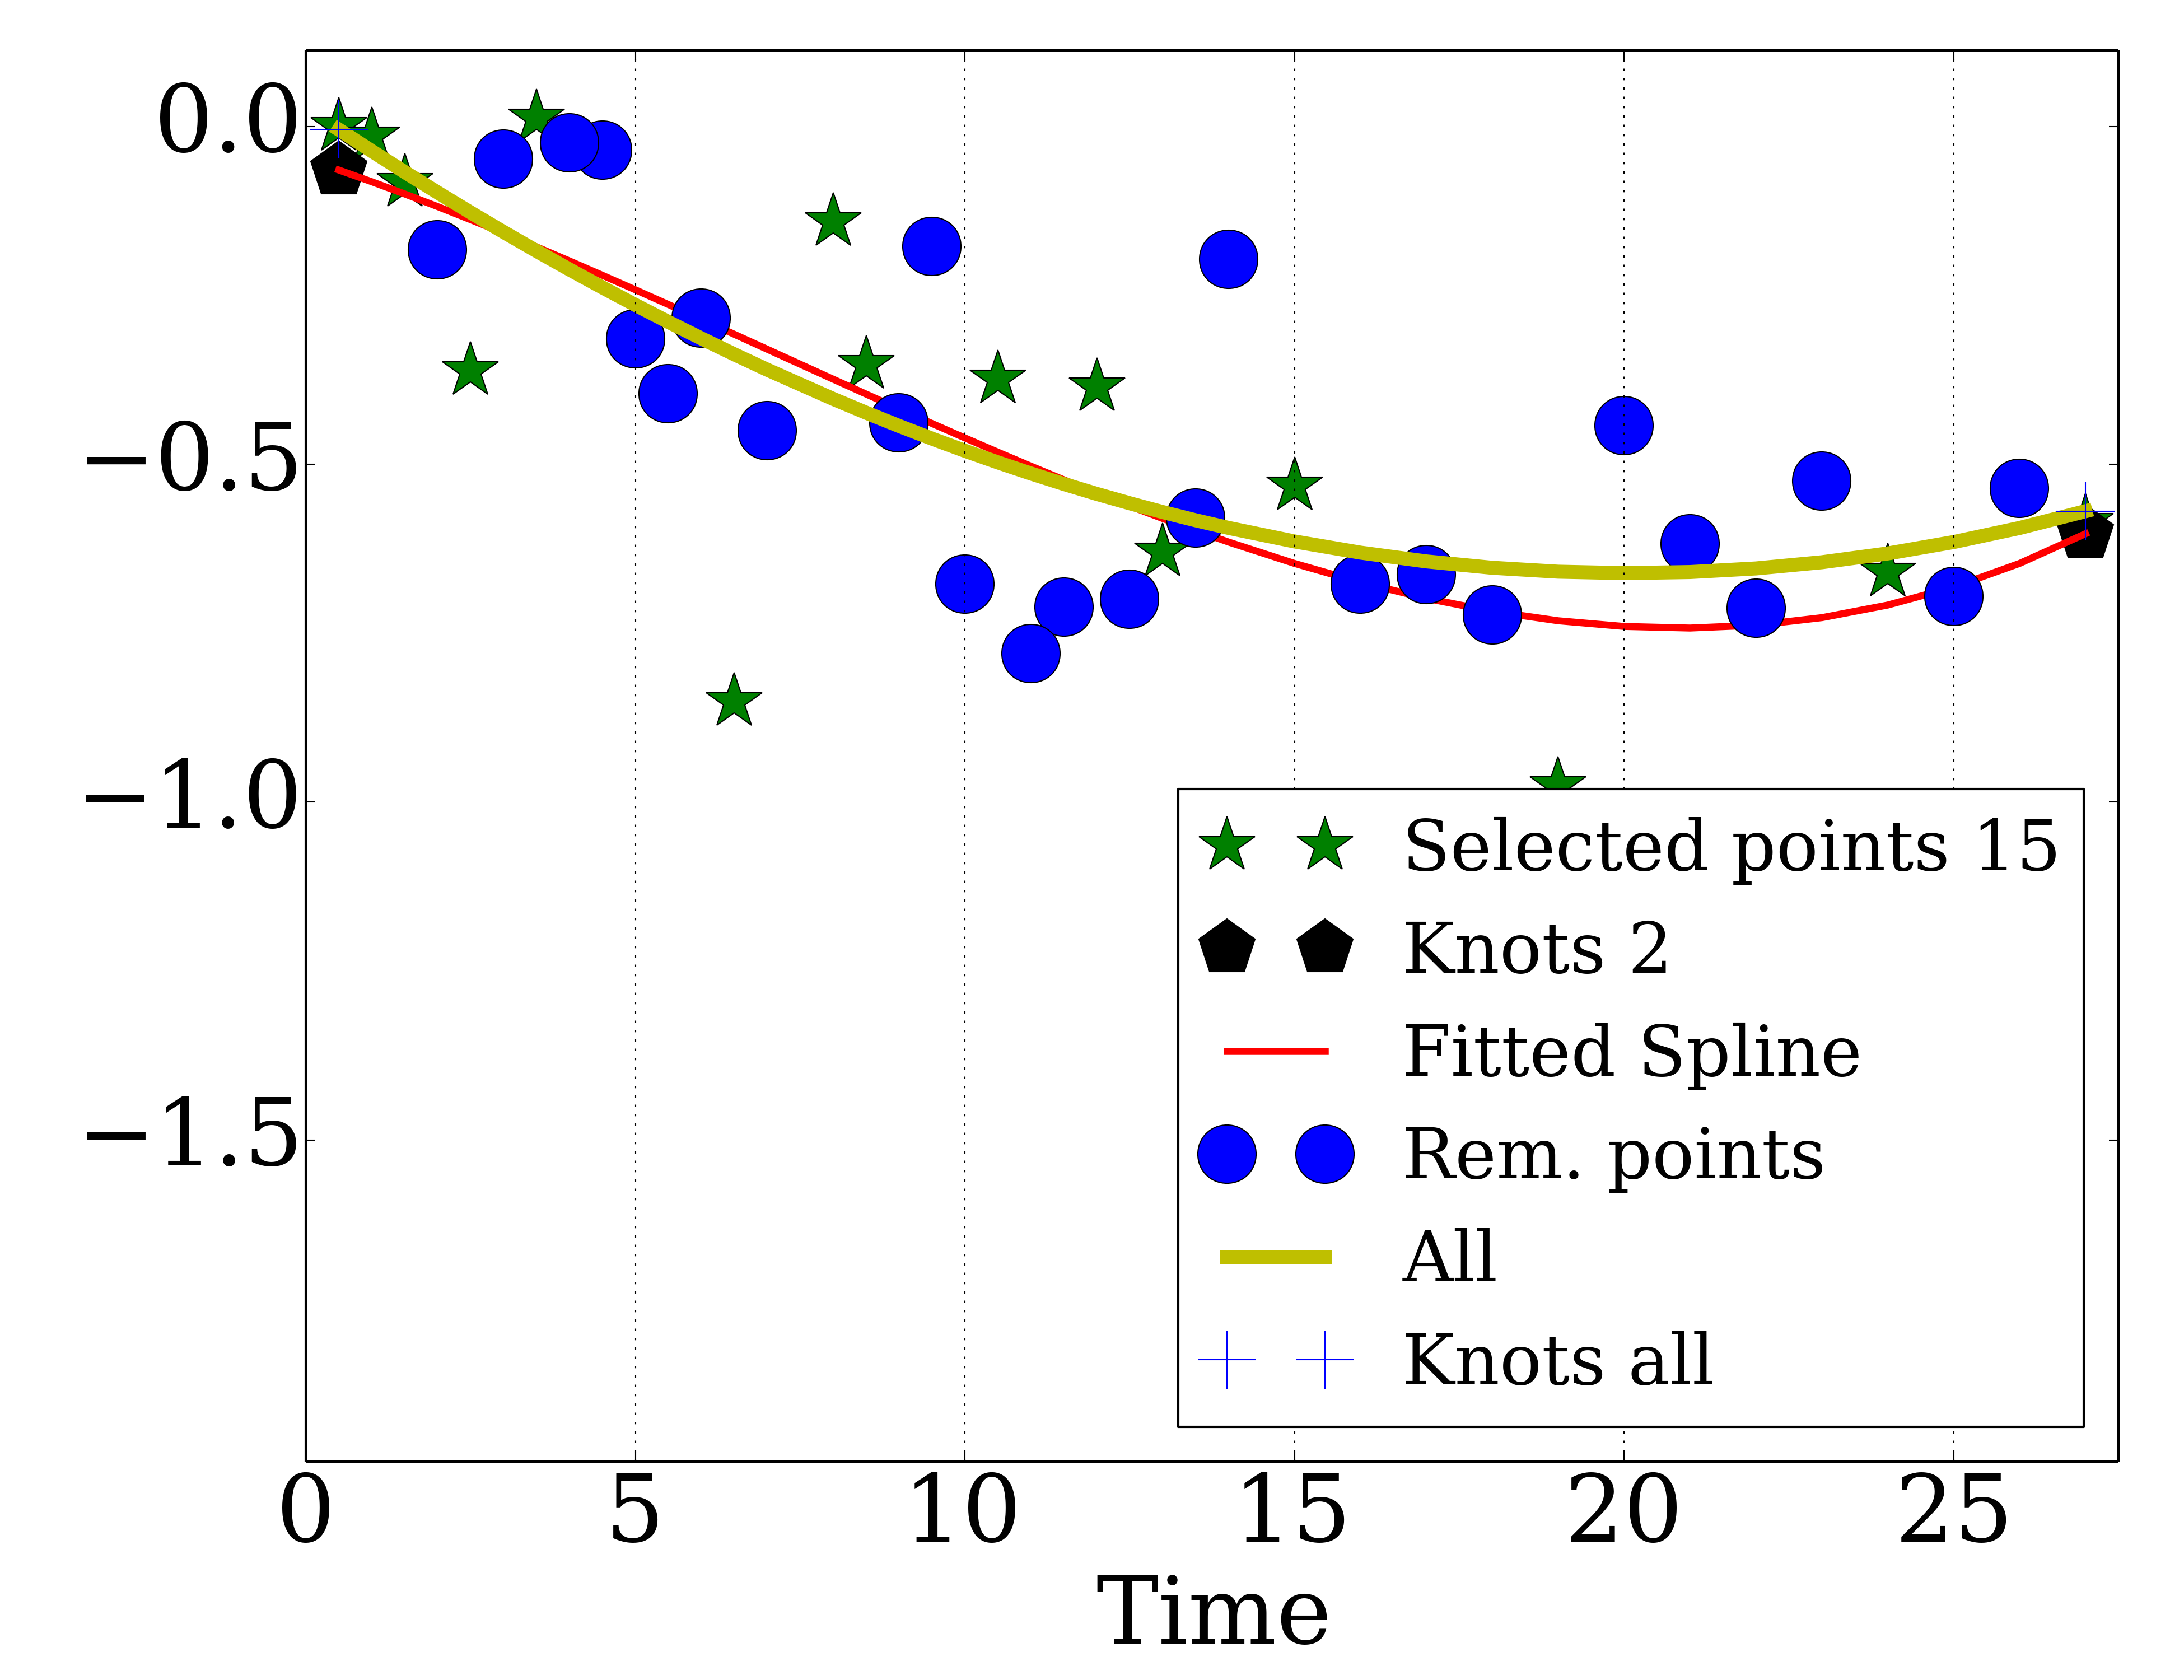 0.0
−0.5
−1.0
−1.5
Selected points 15
Knots 2
Fitted Spline
Rem. points
All
Knots all
0 5 10 15 20 25
Time